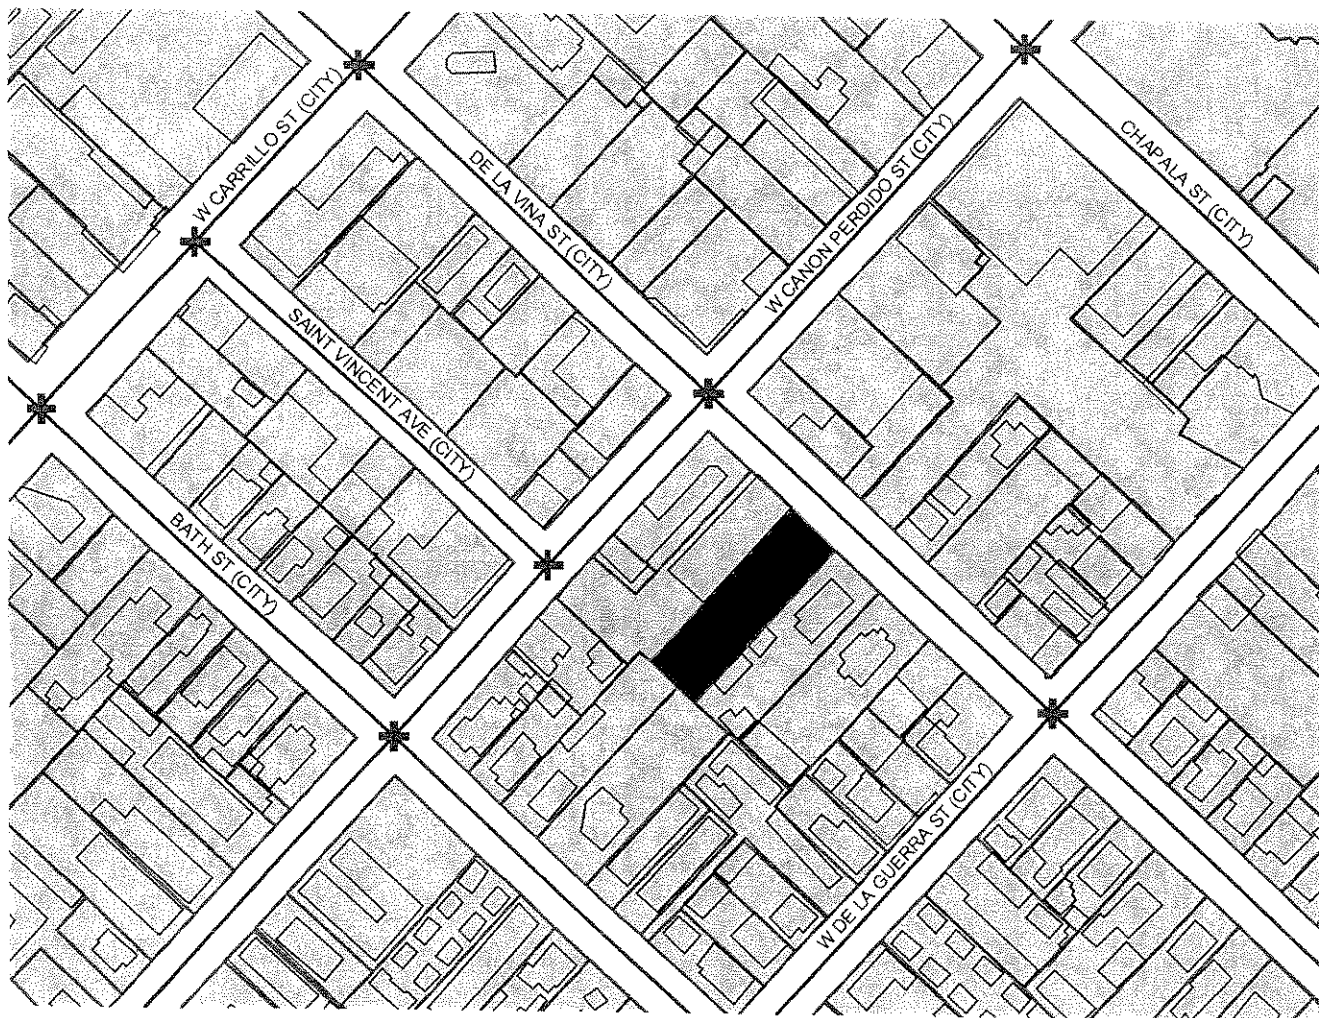 W CARRILLO ST (CITY)
DE LA VINA ST (CITY)
W CANON PERDIDO ST (CITY)
CHAPALA ST (CITY)
SAINT VINCENT AVE (CITY)
BATH ST (CITY)
W DE LA GUERRA ST (CITY)